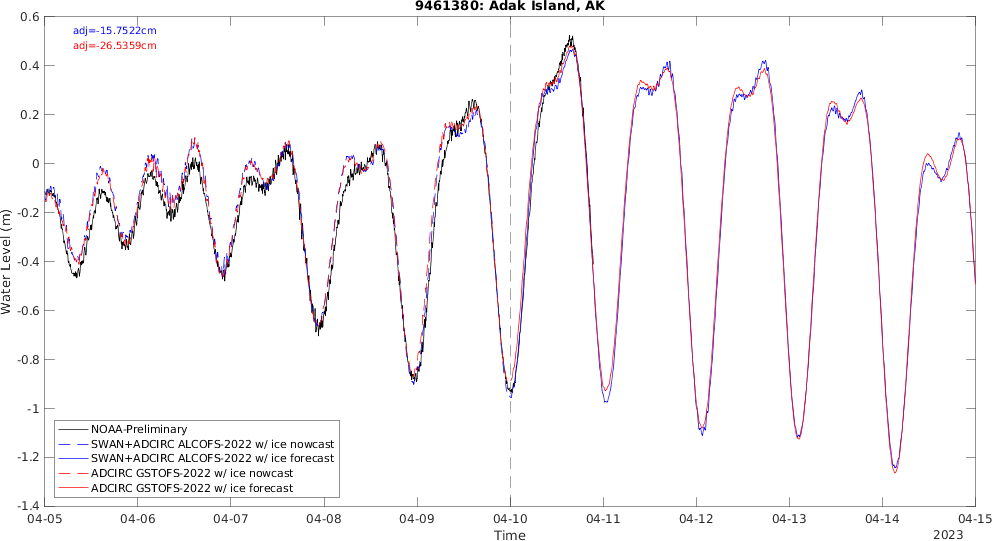 9461380: Adak Island, AK
adj=-15.7522cm
adj=-26.5359cm
Water Level (m)
0.6
0.4
0.2
0
-0.2
-0.4
-0.6
-0.8
-1
-1.2
-1.4
NOAA-Preliminary
SWAN+ADCIRC ALCOFS-2022 w/ ice nowcast
SWAN+ADCIRC ALCOFS-2022 w/ ice forecast
ADCIRC GSTOFS-2022 w/ ice nowcast
ADCIRC GSTOFS-2022 w/ ice forecast
04-05 04-06 04-07 04-08 04-09 04-10 04-11 04-12 04-13 04-14 04-15
Time
2023